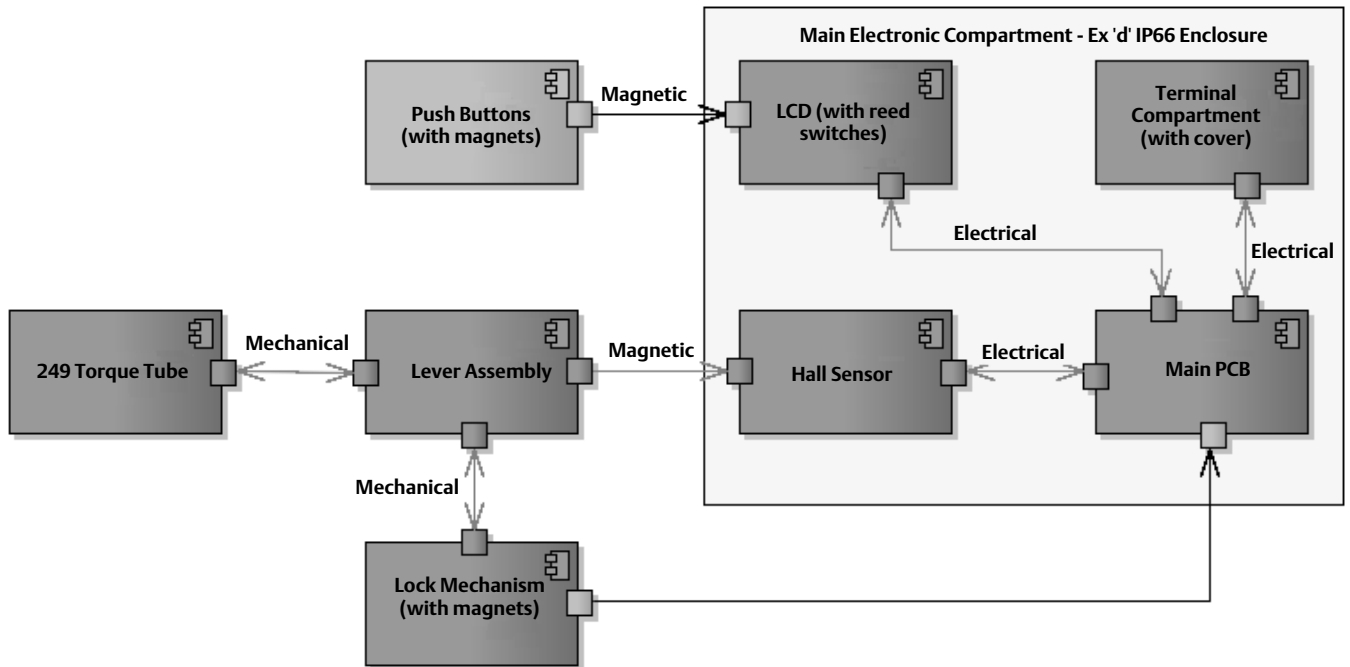 Main Electronic Compartment - Ex 'd' IP66 Enclosure
Push Buttons
(with magnets)
Magnetic
LCD (with reed
switches)
Terminal
Compartment
(with cover)
Electrical
Electrical
249 Torque Tube
Mechanical
Lever Assembly
Magnetic
Hall Sensor
Electrical
Main PCB
Mechanical
Lock Mechanism
(with magnets)